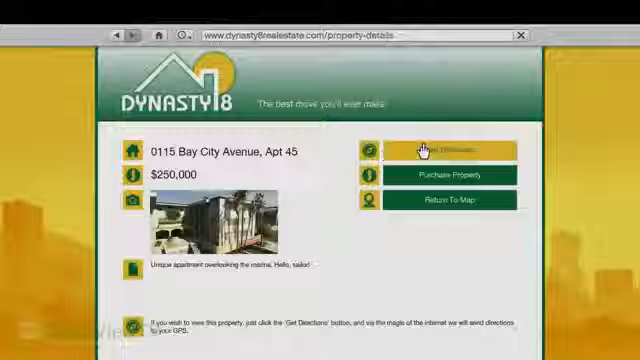 www.dynasty8realestate.com/property-details
DYNASTY 8
The best move you'll ever make.
0115 Bay City Avenue, Apt 45
$250,000
Purchase Property
Return To Map
Unique apartment overlooking the marina. Hello, sailor!
If you wish to view this property, just click the 'Get Directions' button, and via the magic of the internet we will send directions
to your GPS.